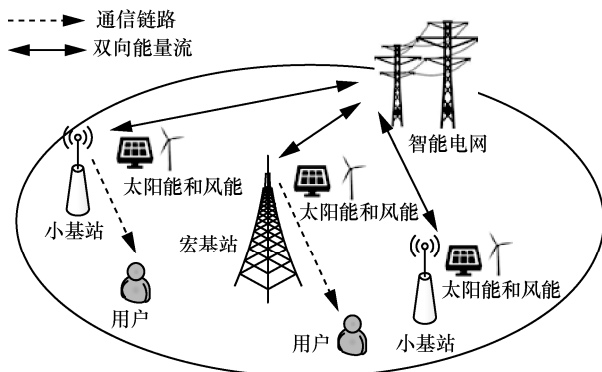 通信链路
双向能量流
智能电网
太阳能和风能
小基站
太阳能和风能
宏基站
太阳能和风能
用户
用户
小基站